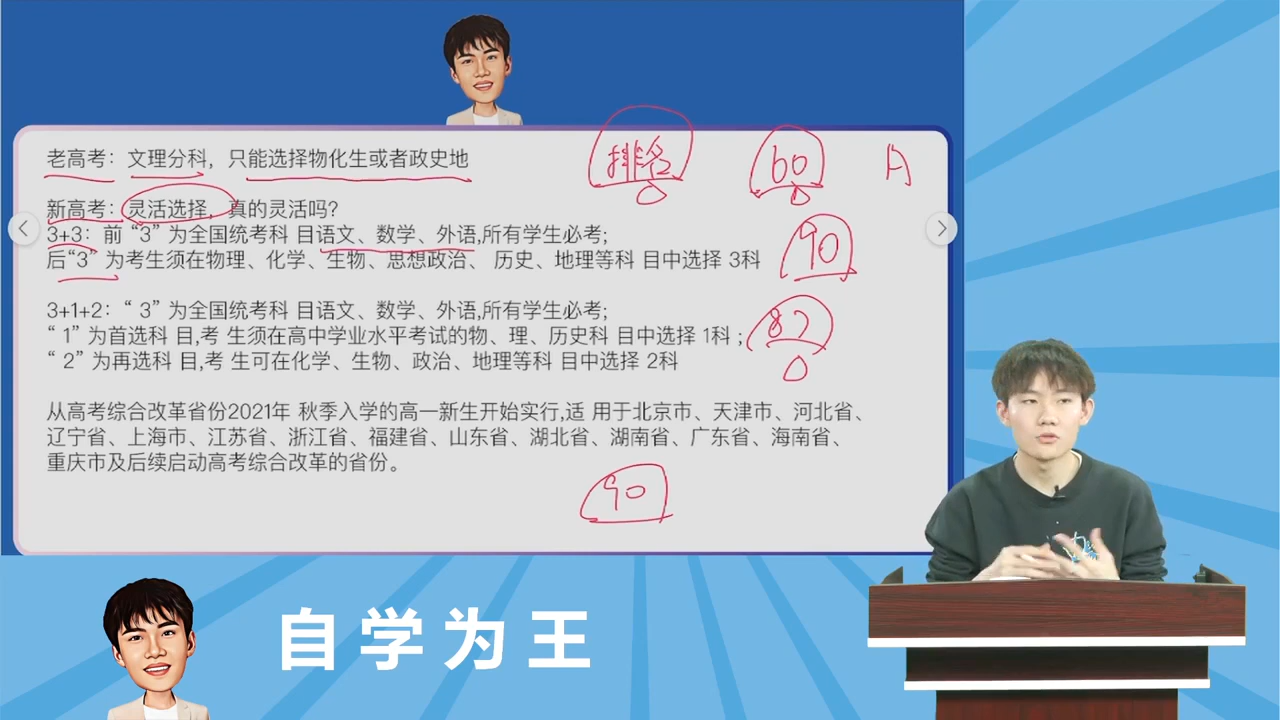 老高考：文理分科，只能选择物化生或者政史地
排名
60
A
新高考：灵活选择，真的灵活吗？
3+3：前 “3” 为全国统考科 目语文、数学、外语,所有学生必考;
后“3” 为考生须在物理、化学、生物、思想政治、 历史、地理等科 目中选择 3科
90
3+1+2：“ 3” 为全国统考科 目语文、数学、外语,所有学生必考;
“ 1” 为首选科 目,考 生须在高中学业水平考试的物、理、历史科 目中选择 1科 ;
“ 2” 为再选科 目,考 生可在化学、生物、政治、地理等科 目中选择 2科
从高考综合改革省份2021年 秋季入学的高一新生开始实行,适 用于北京市、天津市、河北省、
辽宁省、上海市、江苏省、浙江省、福建省、山东省、湖北省、湖南省、广东省、海南省、
重庆市及后续启动高考综合改革的省份。
90
自学为王